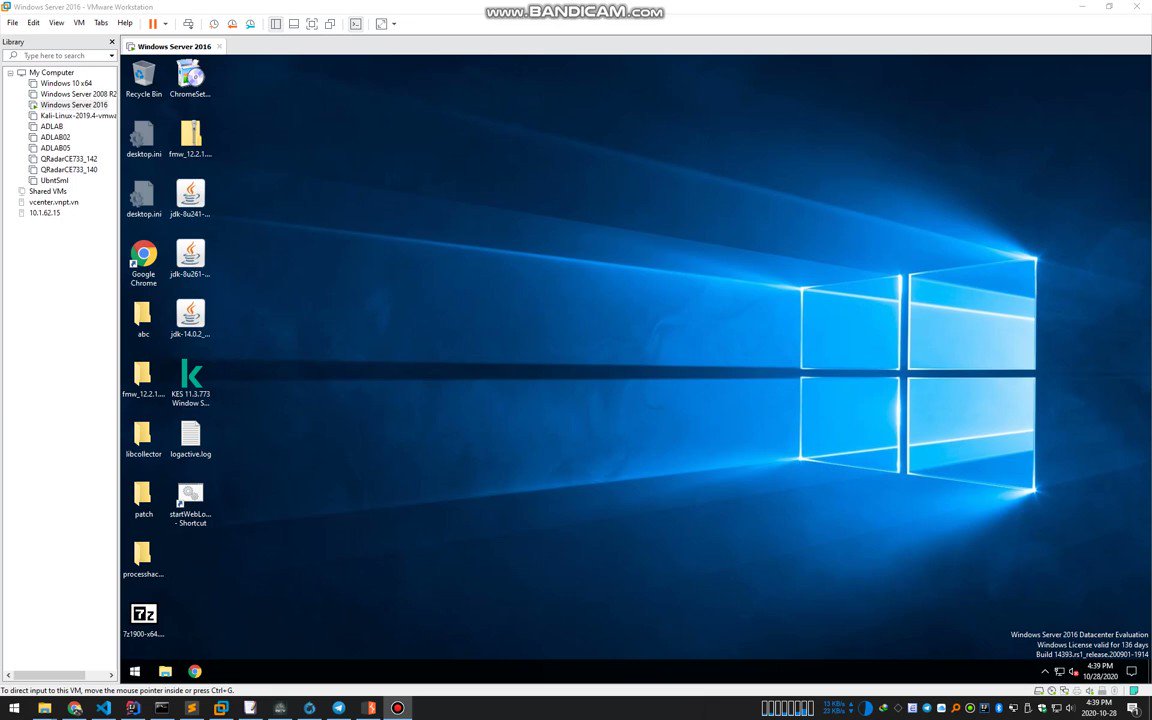 Windows Server 2016 - VMware Workstation
www.BANDICAM.com
File Edit View VM Tabs Help
Library
Type here to search
My Computer
Windows 10 x64
Windows Server 2008 R2
Windows Server 2016
Kali-Linux-2019.4-vmwa
ADLAB
ADLAB02
ADLAB05
QRadarCE733_142
QRadarCE733_140
UbntSml
Shared VMs
vcenter.vnpt.vn
10.1.62.15
Windows Server 2016
Recycle Bin
ChromeSet...
desktop.ini
fmw_12.2.1....
desktop.ini
jdk-8u241-...
Google
Chrome
jdk-8u261-...
abc
jdk-14.0.2_...
fmw_12.2.1....
KES 11.3.773
Window S...
libcollector
logactive.log
patch
startWebLo...
- Shortcut
processhac...
7z
7z1900-x64....
Windows Server 2016 Datacenter Evaluation
Windows License valid for 136 days
Build 14393.rs1_release.200901-1914
4:39 PM
10/28/2020
To direct input to this VM, move the mouse pointer inside or press Ctrl+G.
13 KB/s
23 KB/s
4:39 PM
2020-10-28